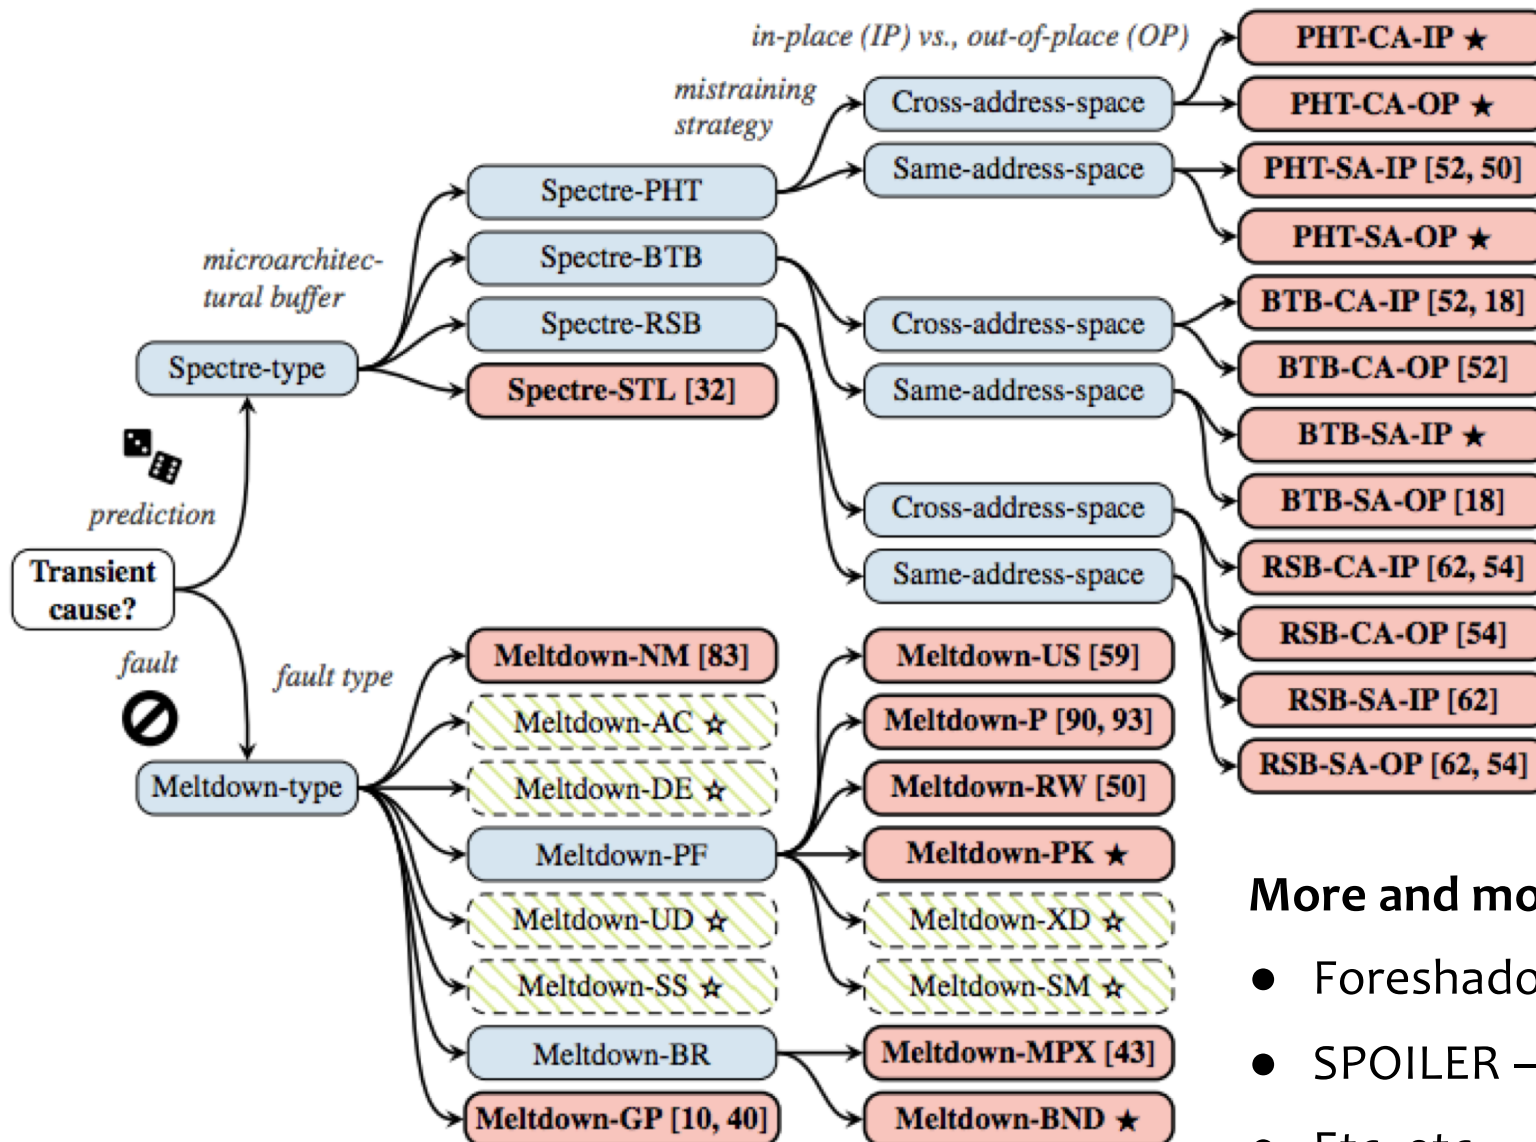 in-place (IP) vs., out-of-place (OP)
mistraining
strategy
microarchitec-
tural buffer
prediction
Transient
cause?
fault
fault type
Spectre-type
Meltdown-type
Spectre-PHT
Spectre-BTB
Spectre-RSB
Spectre-STL [32]
Cross-address-space
Same-address-space
Cross-address-space
Same-address-space
Cross-address-space
Same-address-space
PHT-CA-IP ★
PHT-CA-OP ★
PHT-SA-IP [52, 50]
PHT-SA-OP ★
BTB-CA-IP [52, 18]
BTB-CA-OP [52]
BTB-SA-IP ★
BTB-SA-OP [18]
RSB-CA-IP [62, 54]
RSB-CA-OP [54]
RSB-SA-IP [62]
RSB-SA-OP [62, 54]
Meltdown-NM [83]
Meltdown-AC ☆
Meltdown-DE ☆
Meltdown-PF
Meltdown-UD ☆
Meltdown-SS ☆
Meltdown-BR
Meltdown-GP [10, 40]
Meltdown-US [59]
Meltdown-P [90, 93]
Meltdown-RW [50]
Meltdown-PK ★
Meltdown-XD ☆
Meltdown-SM ☆
Meltdown-MPX [43]
Meltdown-BND ★
More and mo
● Foreshado
● SPOILER –